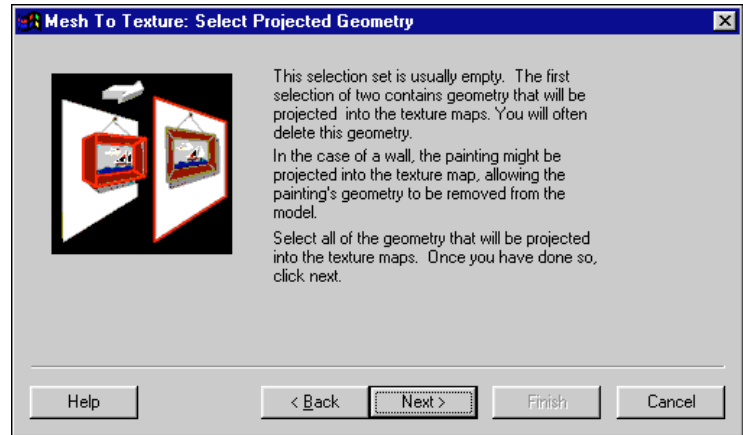 Mesh To Texture: Select Projected Geometry
This selection set is usually empty.  The first
selection of two contains geometry that will be
projected  into the texture maps. You will often
delete this geometry.
In the case of a wall, the painting might be
projected into the texture map, allowing the
painting's geometry to be removed from the
model.
Select all of the geometry that will be projected
into the texture maps.  Once you have done so,
click next.
Help
< Back
Next >
Finish
Cancel